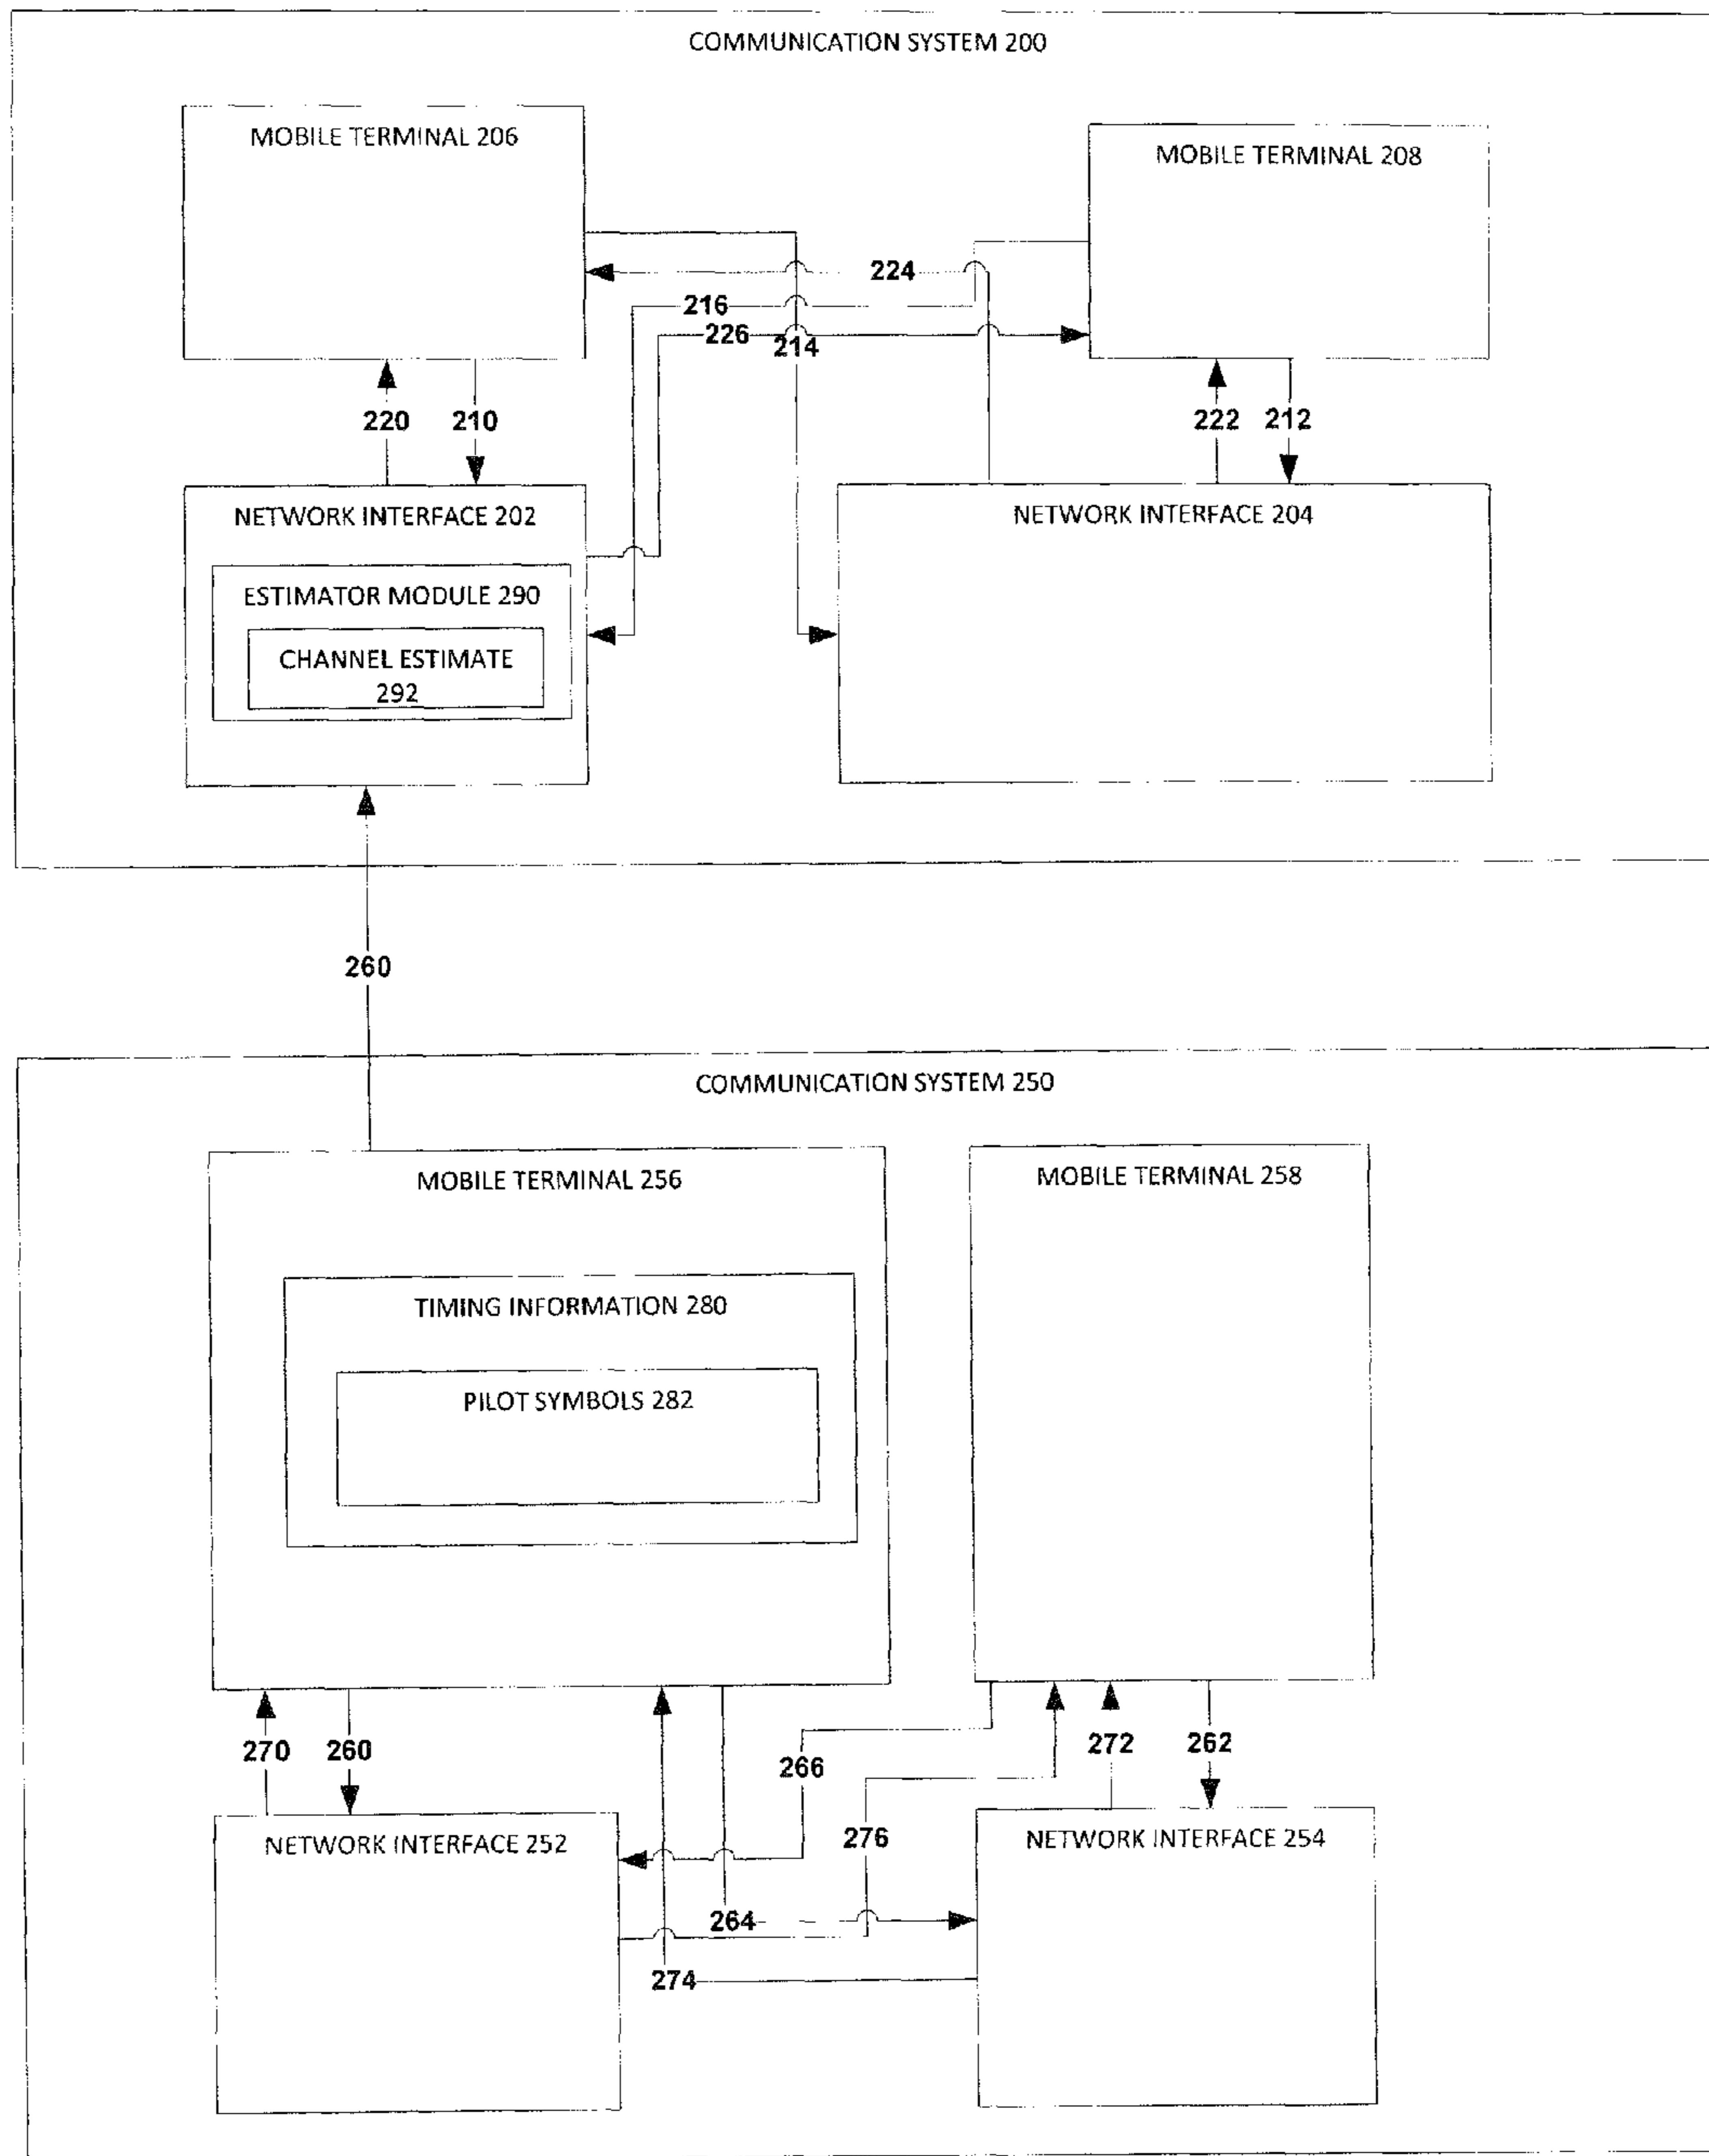 COMMUNICATION SYSTEM 200
MOBILE TERMINAL 206
MOBILE TERMINAL 208
224
216
226
214
220
210
222
212
NETWORK INTERFACE 202
NETWORK INTERFACE 204
ESTIMATOR MODULE 290
CHANNEL ESTIMATE
292
260
COMMUNICATION SYSTEM 250
MOBILE TERMINAL 256
MOBILE TERMINAL 258
TIMING INFORMATION 280
PILOT SYMBOLS 282
270
260
266
272
262
NETWORK INTERFACE 252
276
NETWORK INTERFACE 254
264
274